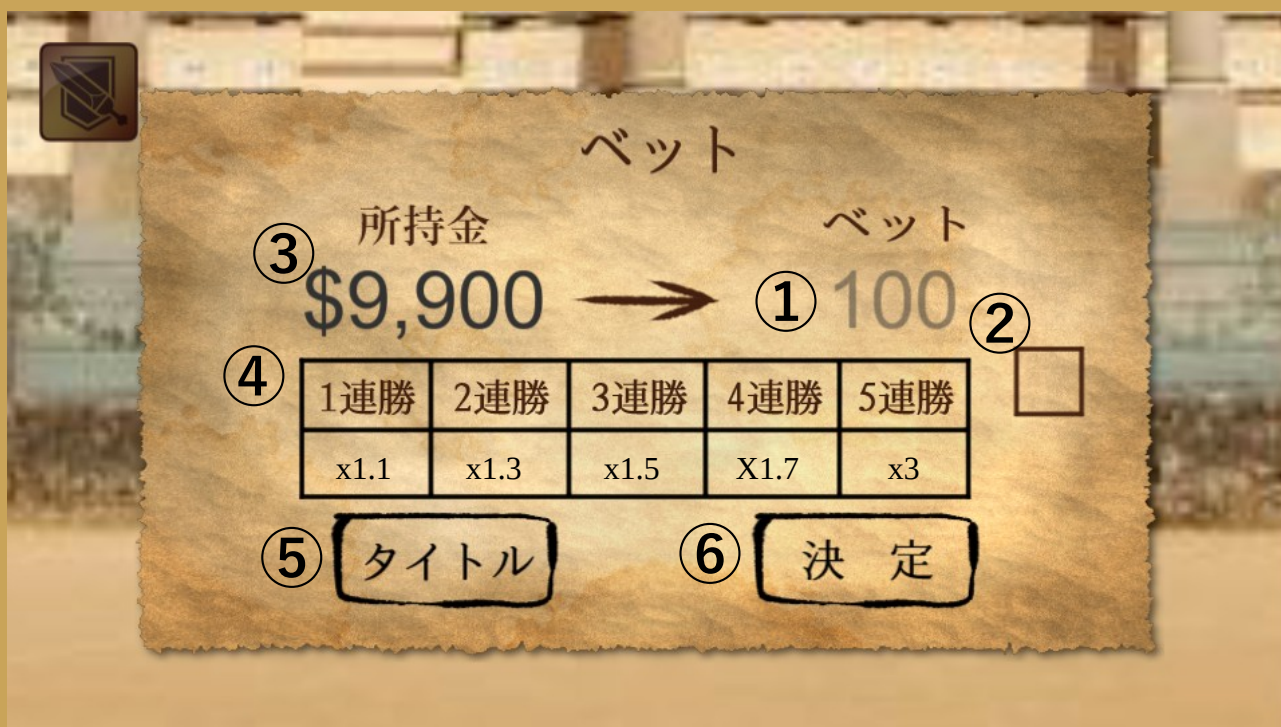 ベット
所持金 ベット
③ $9,900 ① 100 ②
④ 1連勝 2連勝 3連勝 4連勝 5連勝
x1.1 x1.3 x1.5 X1.7 x3
⑤ タイトル ⑥ 決 定